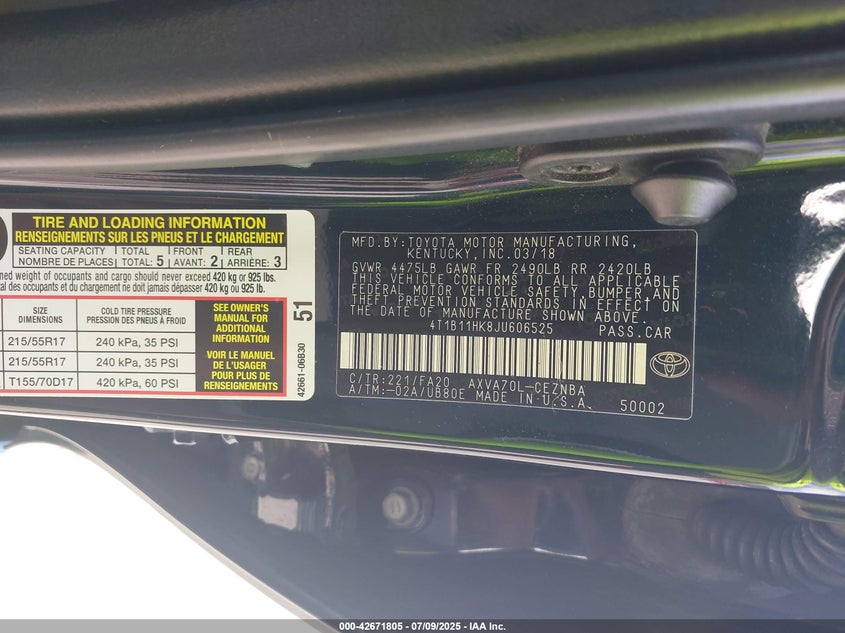 TIRE AND LOADING INFORMATION
RENSEIGNEMENTS SUR LES PNEUS ET LE CHARGEMENT
SEATING CAPACITY TOTAL FRONT REAR
NOMBRE DE PLACES TOTAL: 5 AVANT: 2 ARRIÈRE: 3
weight of occupants and cargo should never exceed 420 kg or 925 lbs.
des occupants et du chargement ne doit jamais dépasser 420 kg ou 925 lb.
SIZE COLD TIRE PRESSURE
DIMENSIONS PRESSION DES PNEUS À FROID
215/55R17 240 kPa, 35 PSI
215/55R17 240 kPa, 35 PSI
T155/70D17 420 kPa, 60 PSI
SEE OWNER'S
MANUAL FOR
ADDITIONAL
INFORMATION
VOIR LE MANUEL
DE L'USAGER
POUR PLUS DE
RENSEIGNEMENTS
51
42661-06B30
MFD.BY:TOYOTA MOTOR MANUFACTURING,
KENTUCKY,INC.03/18
GVWR 4475LB GAWR FR 2490LB RR 2420LB
THIS VEHICLE CONFORMS TO ALL APPLICABLE
FEDERAL MOTOR VEHICLE SAFETY,BUMPER,AND
THEFT PREVENTION STANDARDS IN EFFECT ON
THE DATE OF MANUFACTURE SHOWN ABOVE.
4T1B11HK8JU606525 PASS.CAR
C/TR:221/FA20 AXVA70L-CEZNBA
A/TM:-02A/UB80E MADE IN U.S.A. 50002
000-42671805 - 07/09/2025 - IAA Inc.